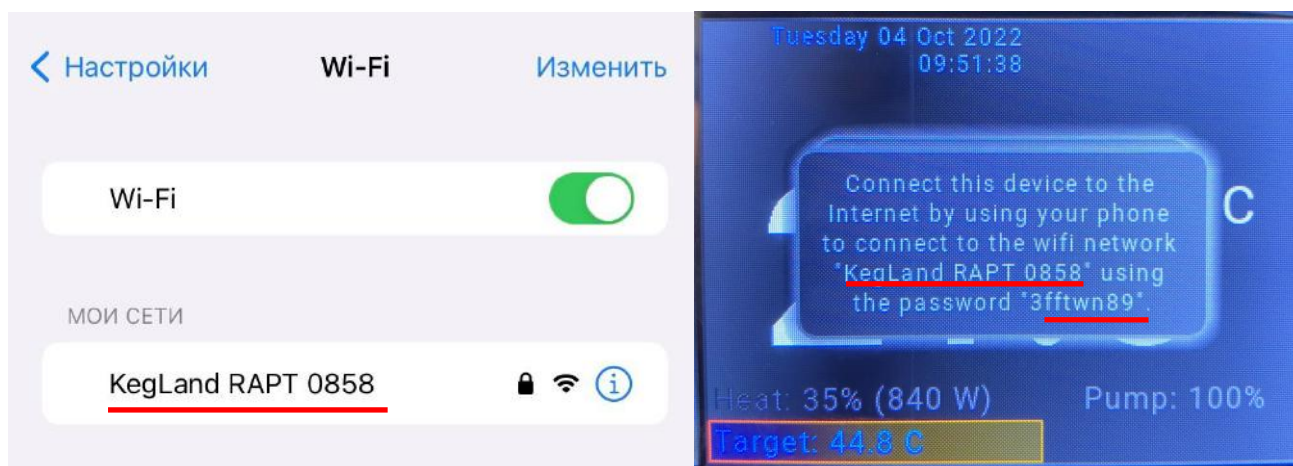 Настройки
Wi-Fi
Изменить
Wi-Fi
МОИ СЕТИ
KegLand RAPT 0858
Tuesday 04 Oct 2022
09:51:38
Connect this device to the
Internet by using your phone
to connect to the wifi network
"KegLand RAPT 0858" using
the password "3fftwn89".
C
Heat: 35% (840 W)
Pump: 100%
Target: 44.8 C